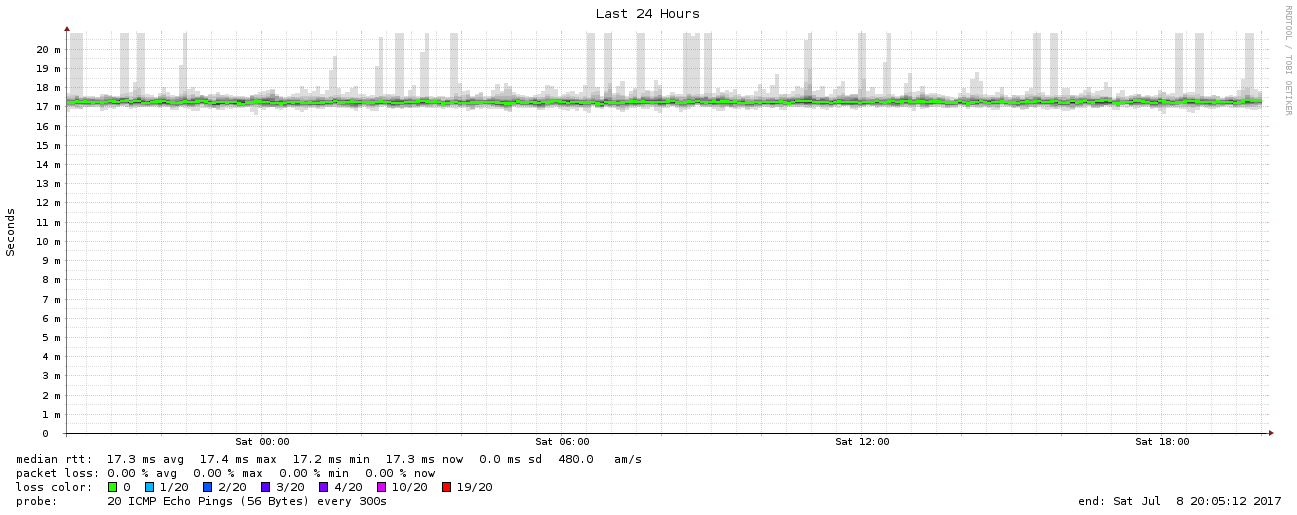 Last 24 Hours
RRDTOOL / TOBI OETIKER
20 m
19 m
18 m
17 m
16 m
15 m
14 m
13 m
12 m
11 m
10 m
9 m
8 m
7 m
6 m
5 m
4 m
3 m
2 m
1 m
0
Seconds
Sat 00:00 Sat 06:00 Sat 12:00 Sat 18:00
median rtt: 17.3 ms avg 17.4 ms max 17.2 ms min 17.3 ms now 0.0 ms sd 480.0 am/s
packet loss: 0.00 % avg 0.00 % max 0.00 % min 0.00 % now
loss color: 0 1/20 2/20 3/20 4/20 10/20 19/20
probe: 20 ICMP Echo Pings (56 Bytes) every 300s end: Sat Jul 8 20:05:12 2017